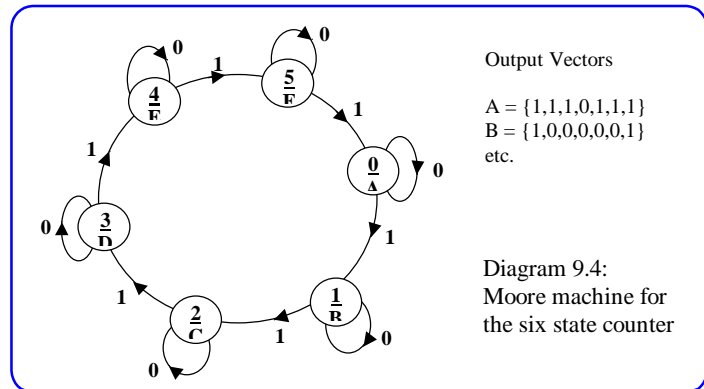 0
0
4
E
1
5
F
1
0
A
0
1
1
3
D
0
1
2
C
0
1
1
B
0
Output Vectors
A = {1,1,1,0,1,1,1}
B = {1,0,0,0,0,0,1}
etc.
Diagram 9.4:
Moore machine for
the six state counter